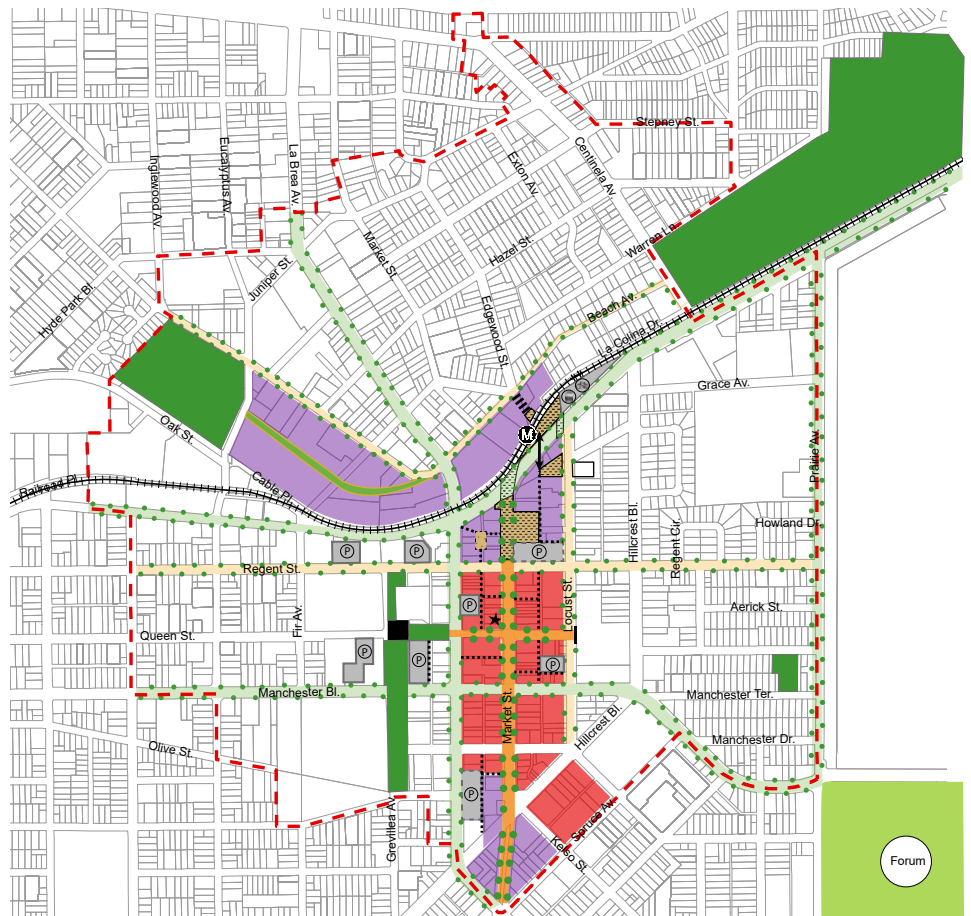 Stepney St.
Inglewood Av.
Eucalyptus Av.
La Brea Av.
Exton Av.
Centinela Av.
Market St.
Hazel St.
Warren Ln.
Juniper St.
Hyde Park Bl.
Edgewood St.
Beach Av.
La Colina Dr.
Grace Av.
Oak St.
M
Prairie Av.
Railroad Pl.
Cable Pl.
Hillcrest Bl.
Regent Cir.
Howland Dr.
P
P
P
Regent St.
Locust St.
P
Aerick St.
Fir Av.
Queen St.
P
P
P
Manchester Bl.
Manchester Ter.
Market St.
Hillcrest Bl.
Manchester Dr.
Olive St.
P
Grevillea Av.
Spruce Av.
Kelso St.
Forum